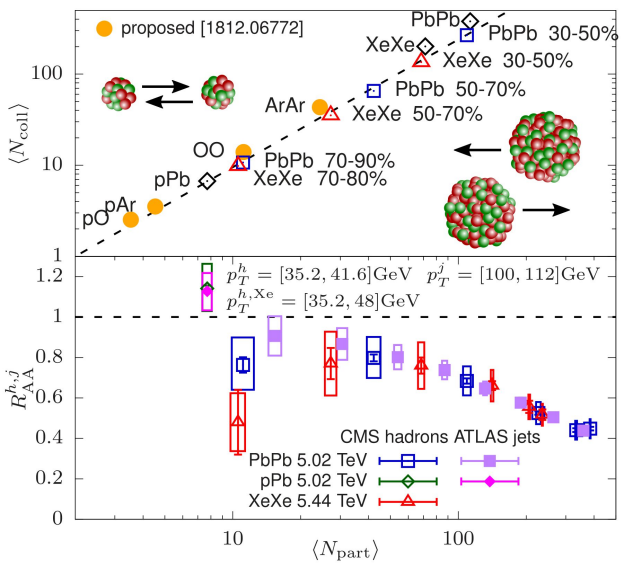 proposed [1812.06772]
PbPb
PbPb 30-50%
XeXe
XeXe 30-50%
100
PbPb 50-70%
ArAr
XeXe 50-70%
⟨N_coll⟩
OO
PbPb 70-90%
10
pPb
XeXe 70-80%
pAr
pO
1
1.2
p_T^h = [35.2, 41.6]GeV p_T^j = [100, 112]GeV
p_T^{h,Xe} = [35.2, 48]GeV
1
0.8
R_AA^{h,j}
0.6
0.4
CMS hadrons ATLAS jets
PbPb 5.02 TeV
0.2
pPb 5.02 TeV
XeXe 5.44 TeV
0
10
100
⟨N_part⟩